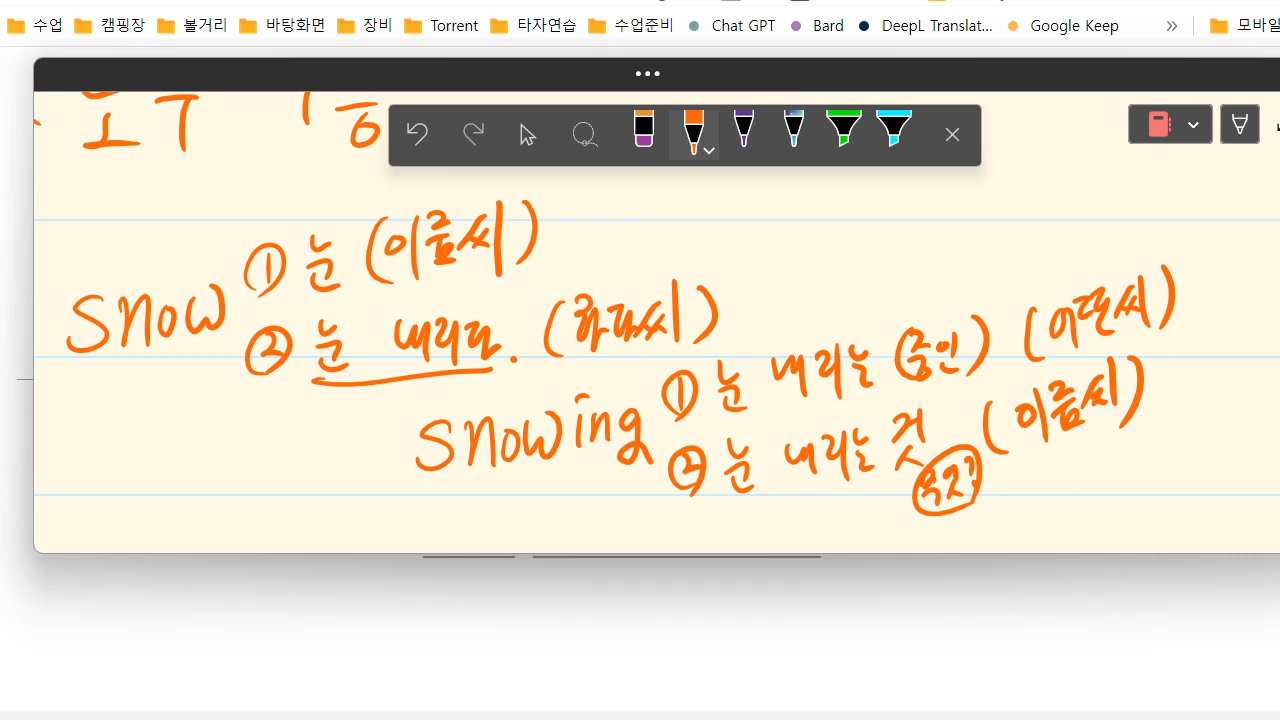 수업 캠핑장 볼거리 바탕화면 장비 Torrent 타자연습 수업준비 Chat GPT Bard DeepL Translat... Google Keep » 모바일
snow ① 눈 (이름씨)
② 눈 내리다. (하다씨)
snowing ① 눈 내리는 (중인) (어떤씨)
② 눈 내리는 것 (이름씨)